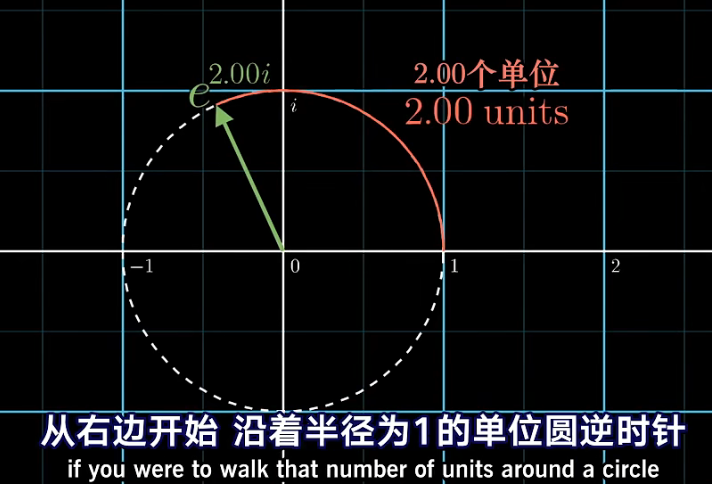 e^{2.00i}
2.00个单位
2.00 units
i
−1
0
1
2
从右边开始 沿着半径为1的单位圆逆时针
if you were to walk that number of units around a circle